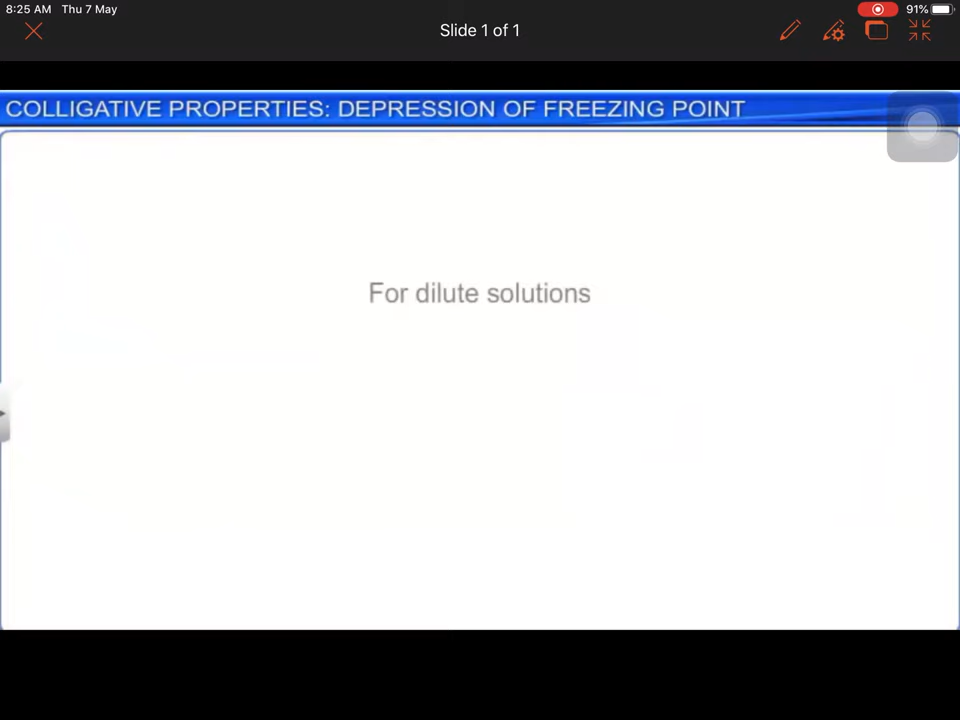 8:25 AM Thu 7 May
91%
Slide 1 of 1
COLLIGATIVE PROPERTIES: DEPRESSION OF FREEZING POINT
For dilute solutions